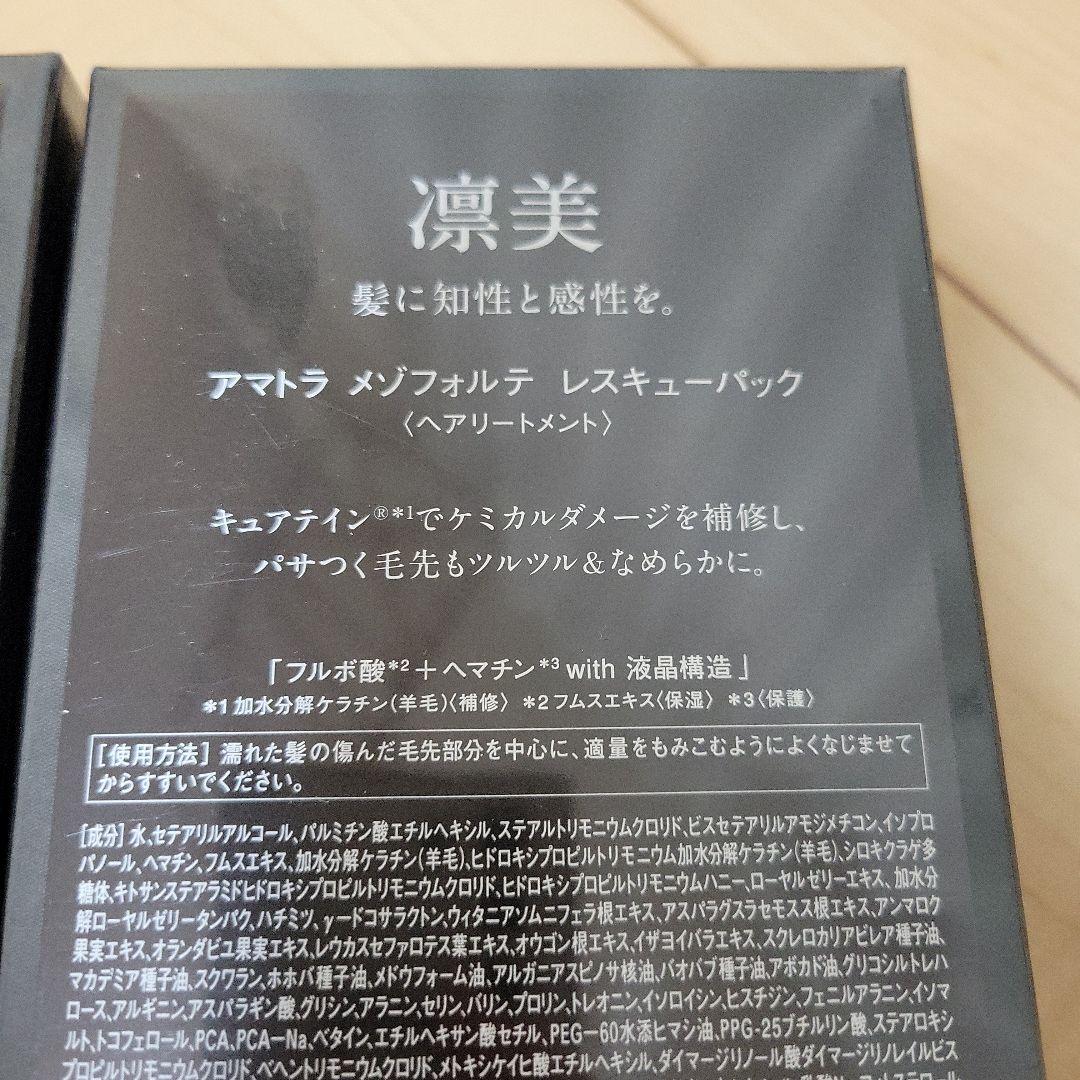 凛美
髪に知性と感性を。
アマトラ メゾフォルテ レスキューパック
〈ヘアリートメント〉
キュアテイン®*1でケミカルダメージを補修し、
パサつく毛先もツルツル&なめらかに。
「フルボ酸*2+ヘマチン*3 with 液晶構造」
*1加水分解ケラチン(羊毛)〈補修〉 *2フムスエキス〈保湿〉 *3〈保護〉
[使用方法] 濡れた髪の傷んだ毛先部分を中心に、適量をもみこむようによくなじませて
からすすいでください。
[成分] 水、セテアリルアルコール、パルミチン酸エチルヘキシル、ステアルトリモニウムクロリド、ビスセテアリルアモジメチコン、イソプロ
パノール、ヘマチン、フムスエキス、加水分解ケラチン(羊毛)、ヒドロキシプロピルトリモニウム加水分解ケラチン(羊毛)、シロキクラゲ多
糖体、キトサンステアラミドヒドロキシプロピルトリモニウムクロリド、ヒドロキシプロピルトリモニウムハニー、ローヤルゼリーエキス、加水分
解ローヤルゼリータンパク、ハチミツ、γードコサラクトン、ウィタニアソムニフェラ根エキス、アスパラグスラセモスス根エキス、アンマロク
果実エキス、オランダビユ果実エキス、レウカスセファロテス葉エキス、オウゴン根エキス、イザヨイバラエキス、スクレロカリアビレア種子油、
マカデミア種子油、スクワラン、ホホバ種子油、メドウフォーム油、アルガニアスピノサ核油、バオバブ種子油、アボカド油、グリコシルトレハ
ロース、アルギニン、アスパラギン酸、グリシン、アラニン、セリン、バリン、プロリン、トレオニン、イソロイシン、ヒスチジン、フェニルアラニン、イソマ
ルト、トコフェロール、PCA、PCA―Na、ベタイン、エチルヘキサン酸セチル、PEG―60水添ヒマシ油、PPG-25ブチルリン酸、ステアロキシ
プロピルトリモニウムクロリド、ベヘントリモニウムクロリド、メトキシケイヒ酸エチルヘキシル、ダイマージリノール酸ダイマージリノレイルビス